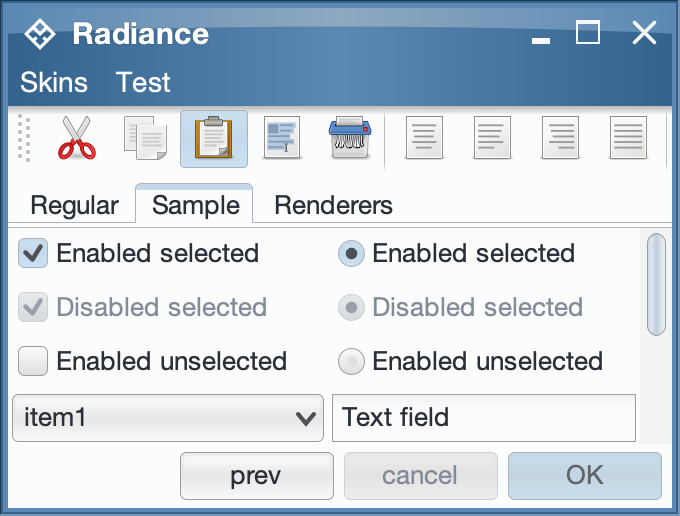 Radiance
Skins Test
Regular Sample Renderers
Enabled selected Enabled selected
Disabled selected Disabled selected
Enabled unselected Enabled unselected
item1 Text field
prev cancel OK